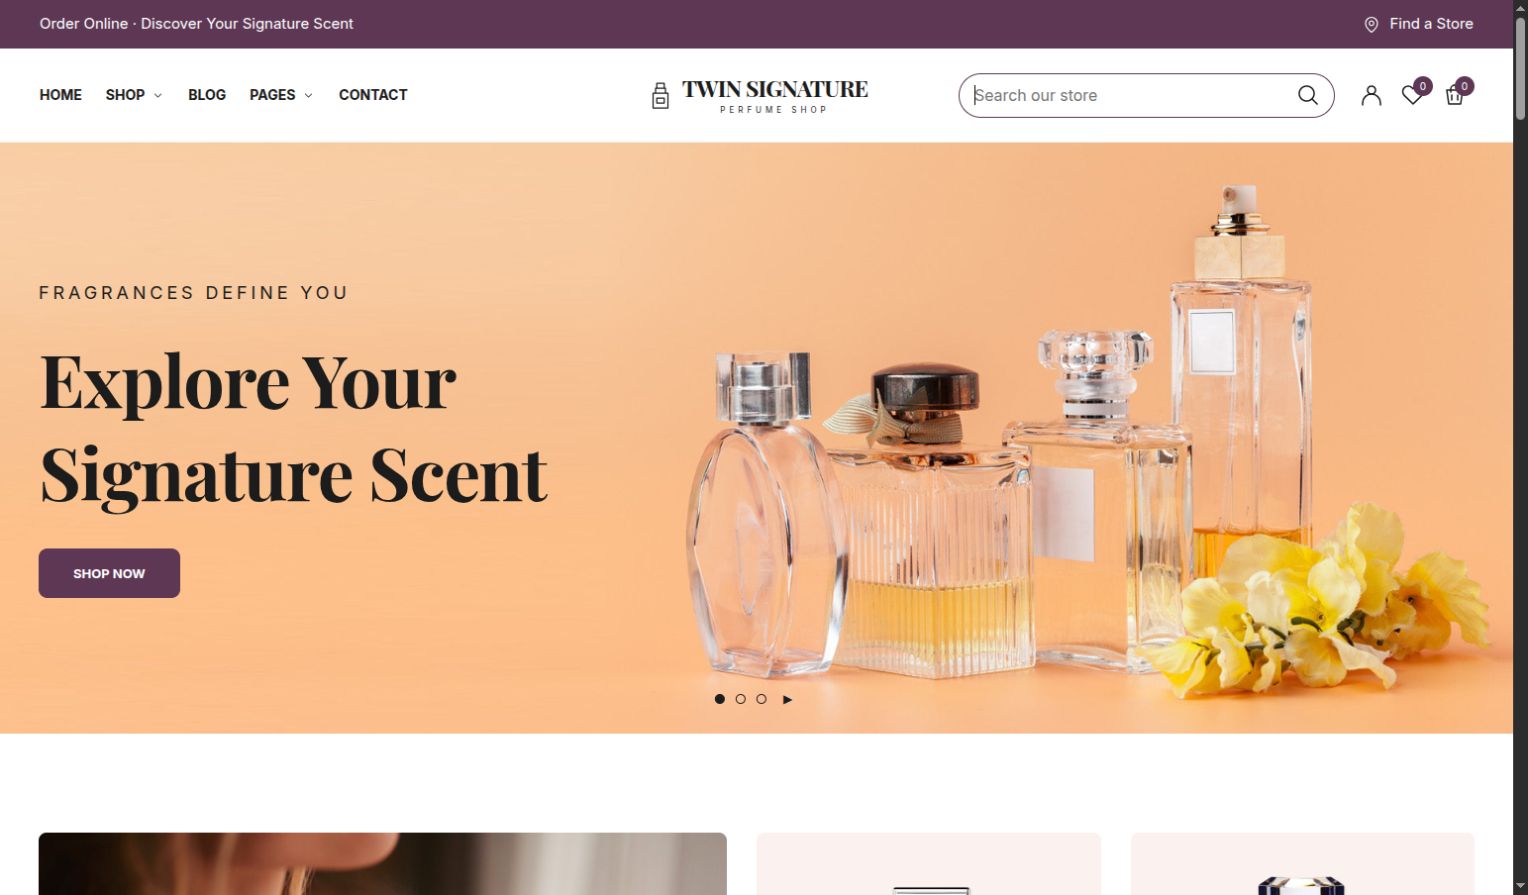 Order Online · Discover Your Signature Scent
Find a Store
HOME SHOP BLOG PAGES CONTACT
TWIN SIGNATURE
PERFUME SHOP
Search our store
0
0
FRAGRANCES DEFINE YOU
Explore Your
Signature Scent
SHOP NOW